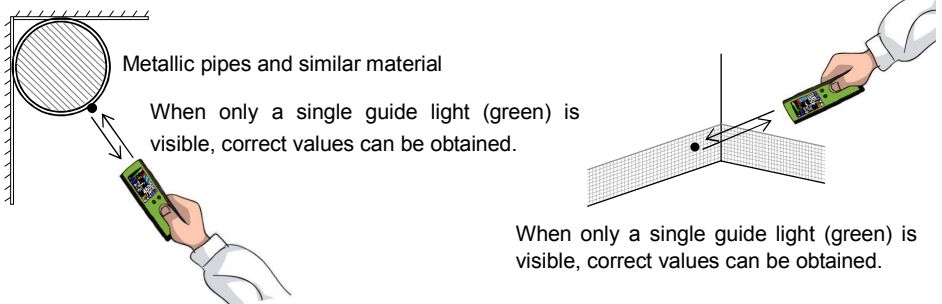 Metallic pipes and similar material
When only a single guide light (green) is
visible, correct values can be obtained.
When only a single guide light (green) is
visible, correct values can be obtained.